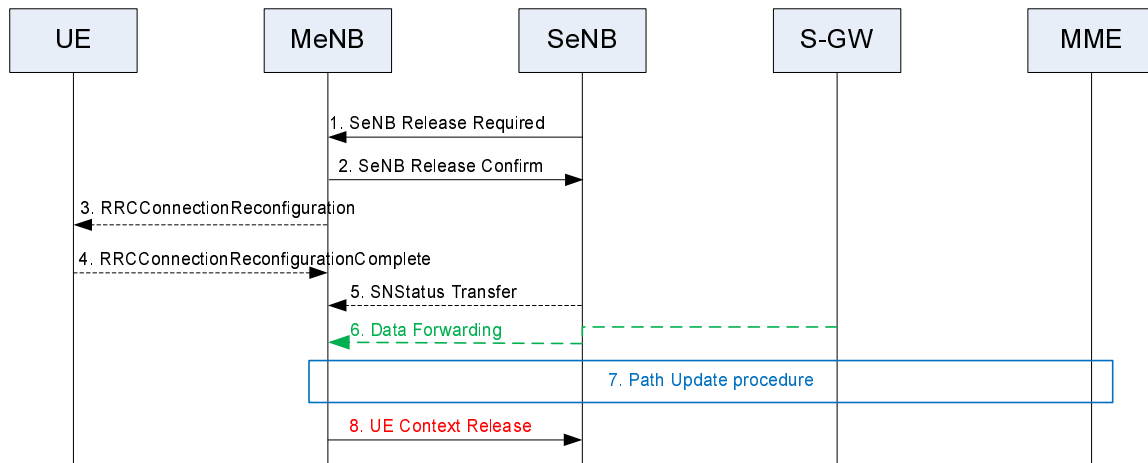 UE
MeNB
SeNB
S-GW
MME
1. SeNB Release Required
2. SeNB Release Confirm
3. RRCConnectionReconfiguration
4. RRCConnectionReconfigurationComplete
5. SNStatus Transfer
6. Data Forwarding
7. Path Update procedure
8. UE Context Release